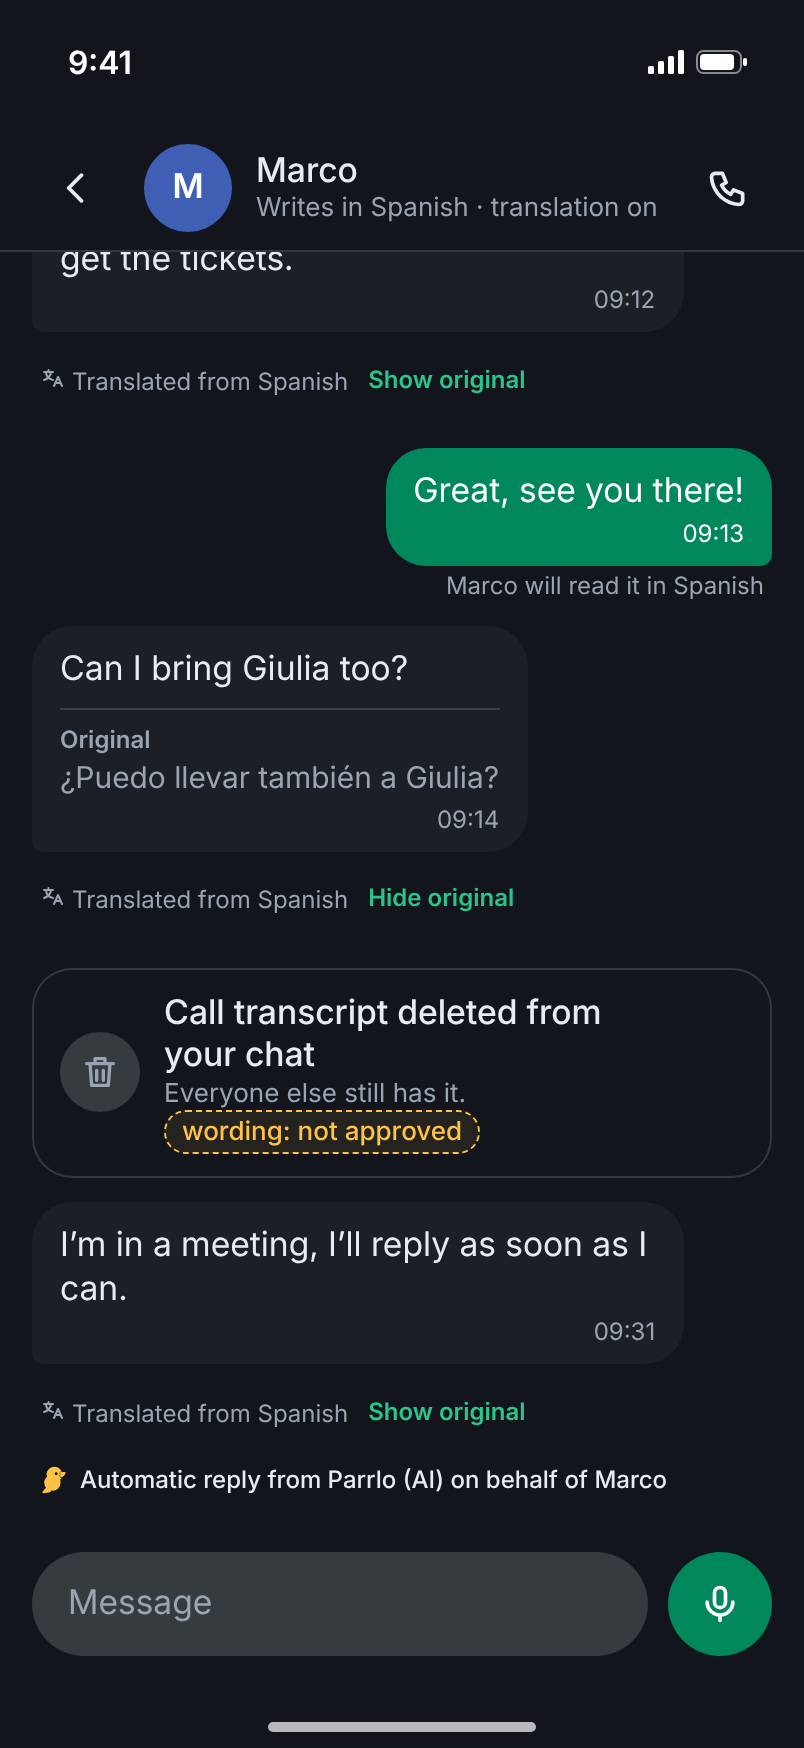 9:41
M
Marco
Writes in Spanish · translation on
get the tickets.
09:12
Translated from Spanish Show original
Great, see you there!
09:13
Marco will read it in Spanish
Can I bring Giulia too?
Original
¿Puedo llevar también a Giulia?
09:14
Translated from Spanish Hide original
Call transcript deleted from
your chat
Everyone else still has it.
wording: not approved
I’m in a meeting, I’ll reply as soon as I
can.
09:31
Translated from Spanish Show original
Automatic reply from Parrlo (AI) on behalf of Marco
Message